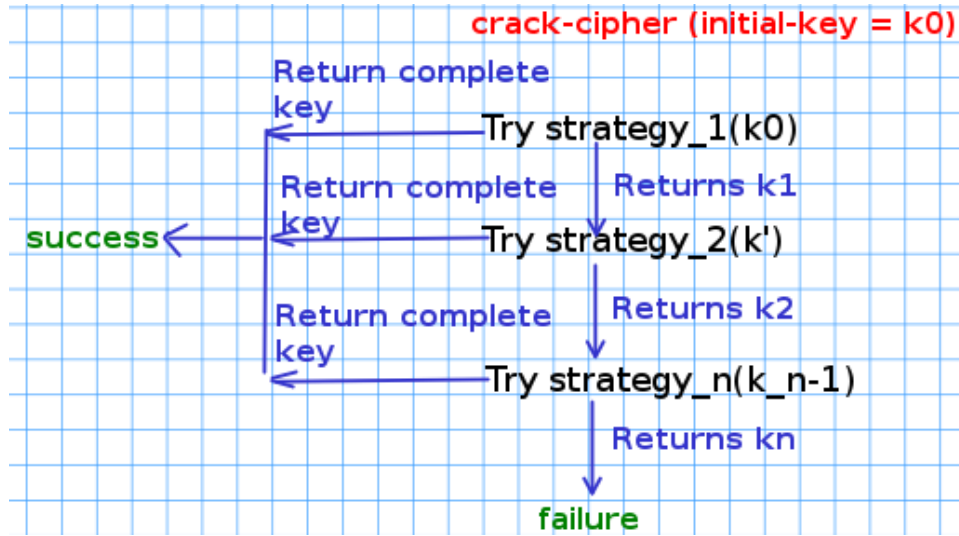 crack-cipher (initial-key = k0)
Return complete
key
Try strategy_1(k0)
Returns k1
Return complete
key
success
Try strategy_2(k')
Returns k2
Return complete
key
Try strategy_n(k_n-1)
Returns kn
failure